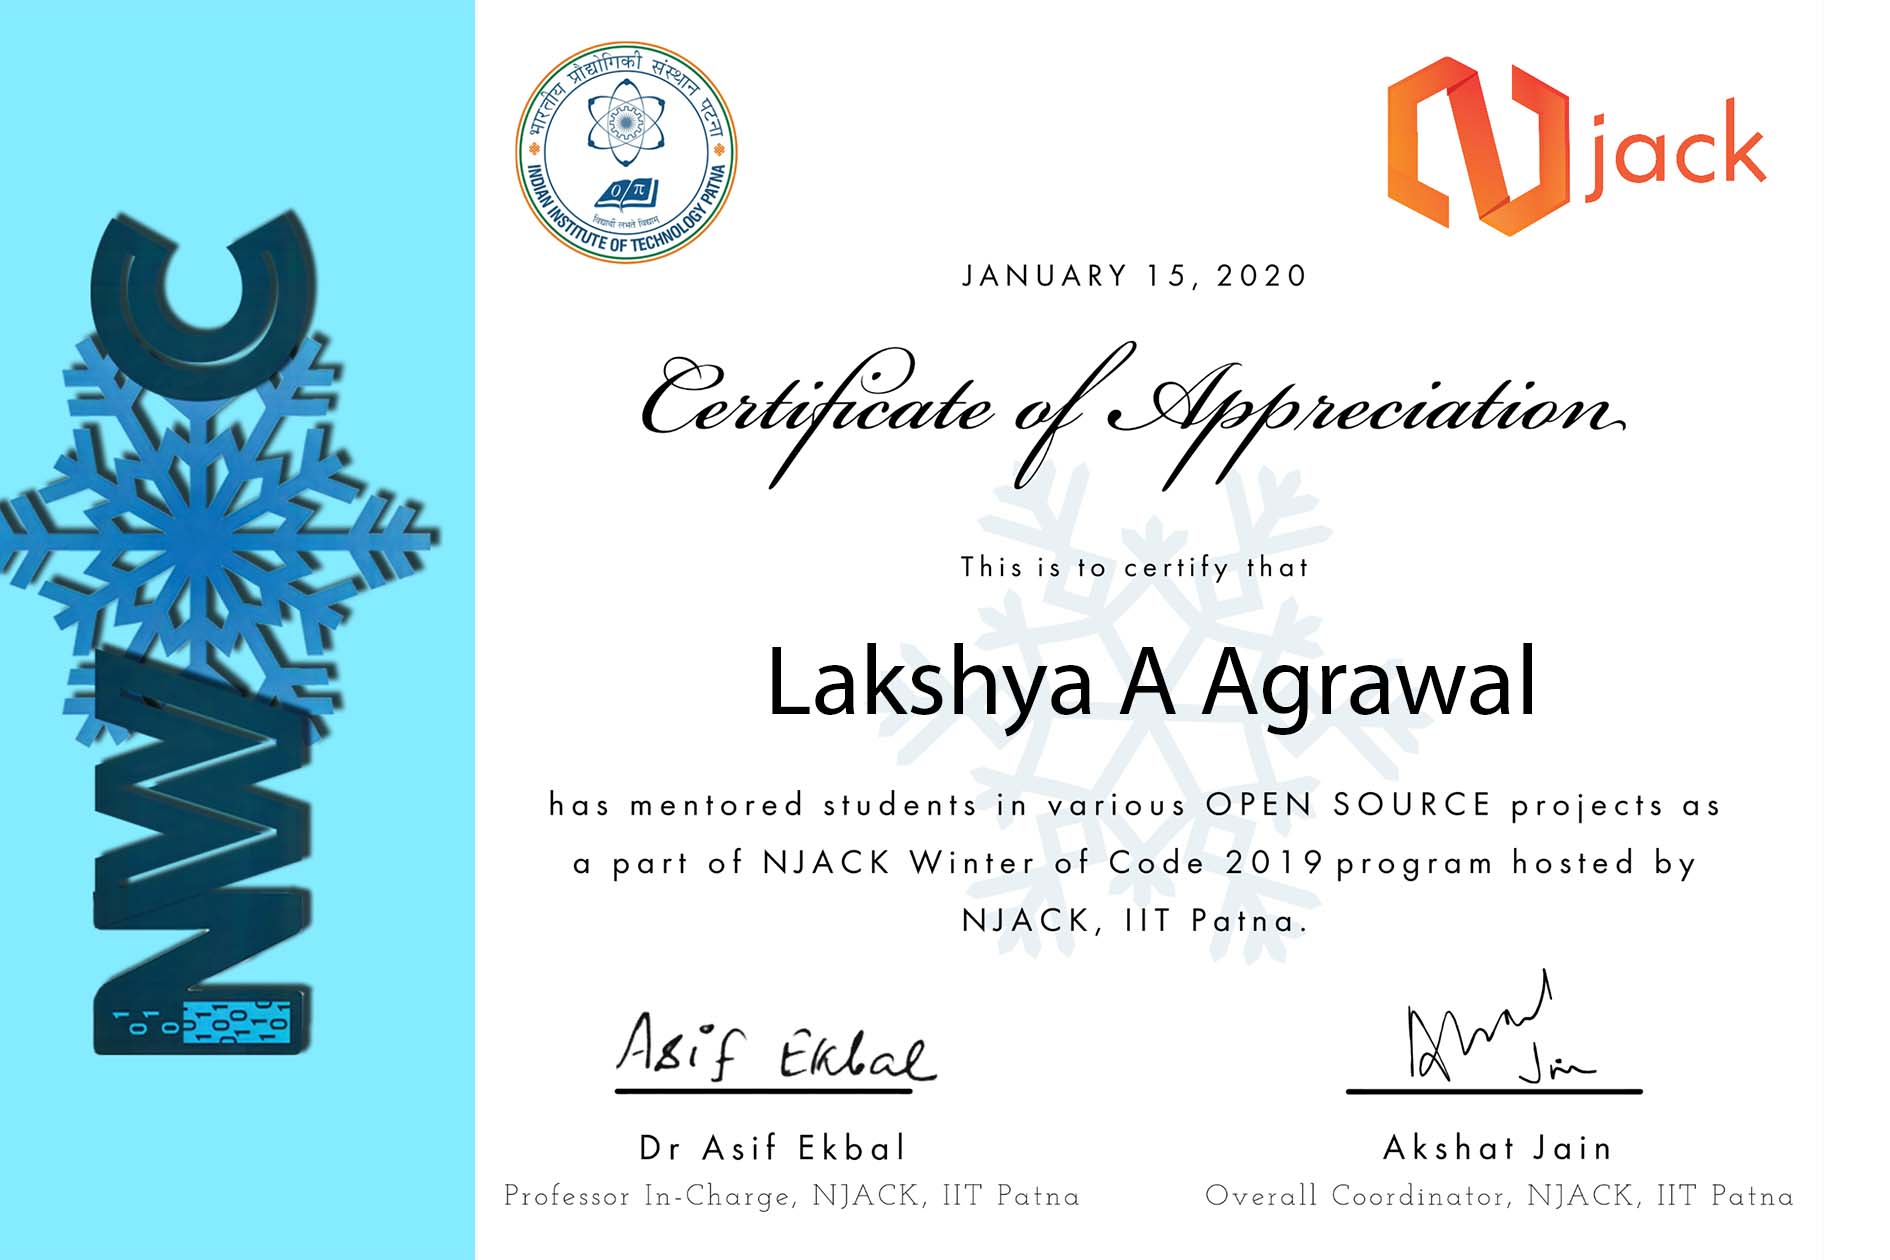 भारतीय प्रौद्योगिकी संस्थान पटना
INDIAN INSTITUTE OF TECHNOLOGY PATNA
विद्यार्थी लभते विद्याम्
jack
JANUARY 15, 2020
Certificate of Appreciation
This is to certify that
Lakshya A Agrawal
has mentored students in various OPEN SOURCE projects as
a part of NJACK Winter of Code 2019 program hosted by
NJACK, IIT Patna.
Asif Ekbal
Jain
Dr Asif Ekbal
Akshat Jain
Professor In-Charge, NJACK, IIT Patna
Overall Coordinator, NJACK, IIT Patna
NWC